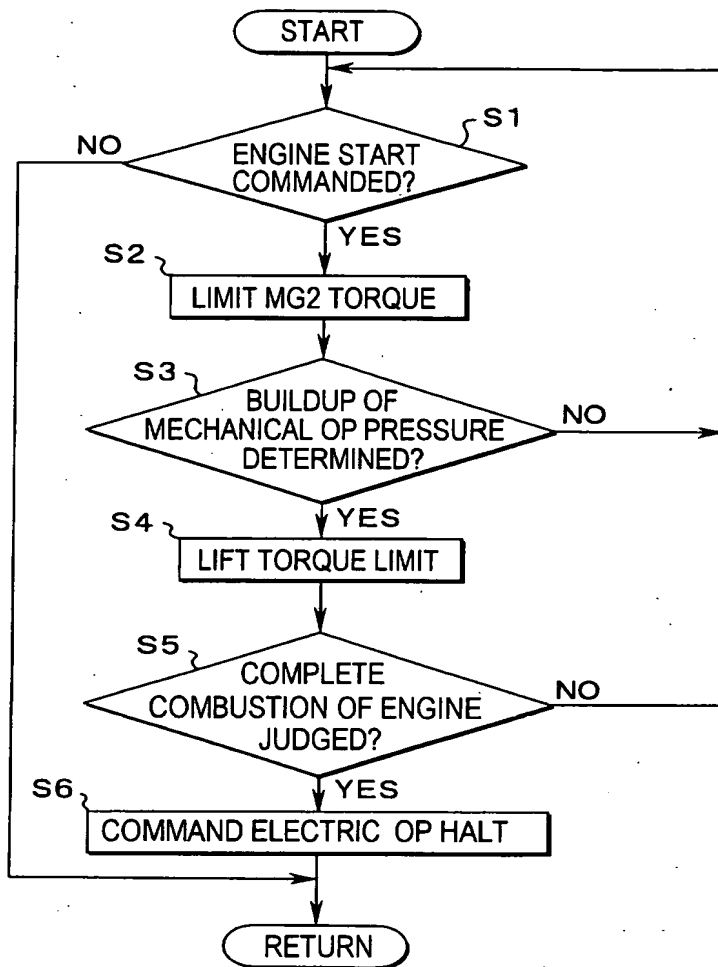 START
S1
NO
ENGINE START
COMMANDED?
YES
S2
LIMIT MG2 TORQUE
S3
BUILDUP OF
MECHANICAL OP PRESSURE
DETERMINED?
NO
YES
S4
LIFT TORQUE LIMIT
S5
COMPLETE
COMBUSTION OF ENGINE
JUDGED?
NO
YES
S6
COMMAND ELECTRIC OP HALT
RETURN